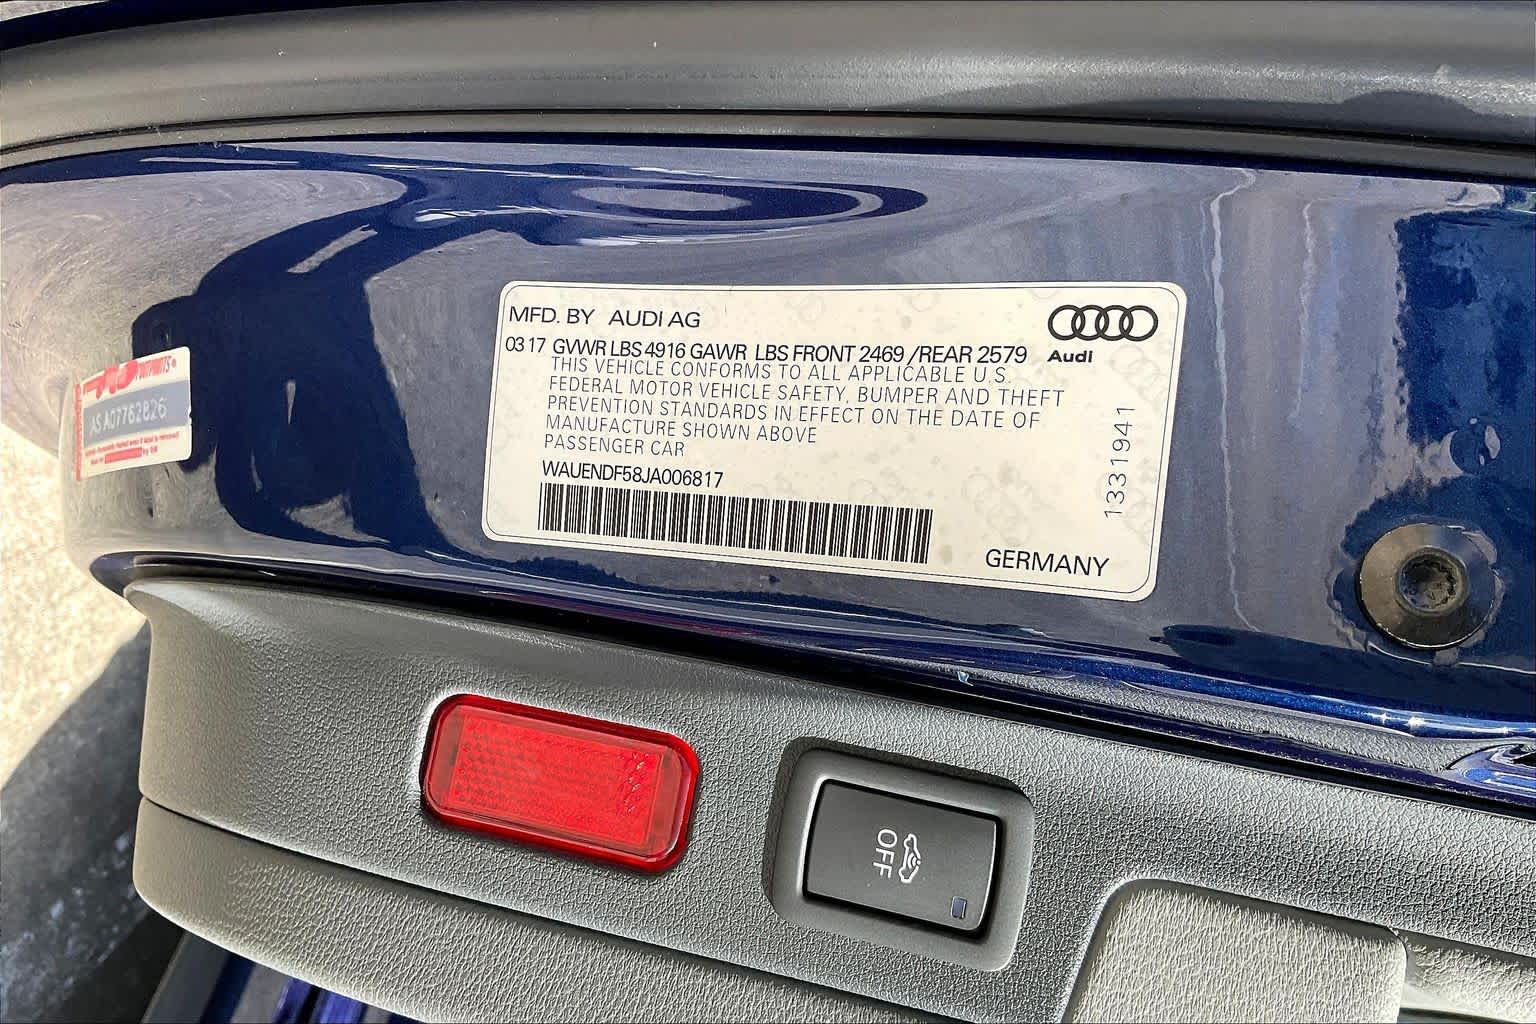 MFD. BY AUDI AG
Audi
03 17 GVWR LBS 4916 GAWR LBS FRONT 2469 /REAR 2579
THIS VEHICLE CONFORMS TO ALL APPLICABLE U.S.
FEDERAL MOTOR VEHICLE SAFETY, BUMPER AND THEFT
PREVENTION STANDARDS IN EFFECT ON THE DATE OF
MANUFACTURE SHOWN ABOVE
PASSENGER CAR
WAUENDF58JA006817
1331941
GERMANY
AS A07762826
OFF